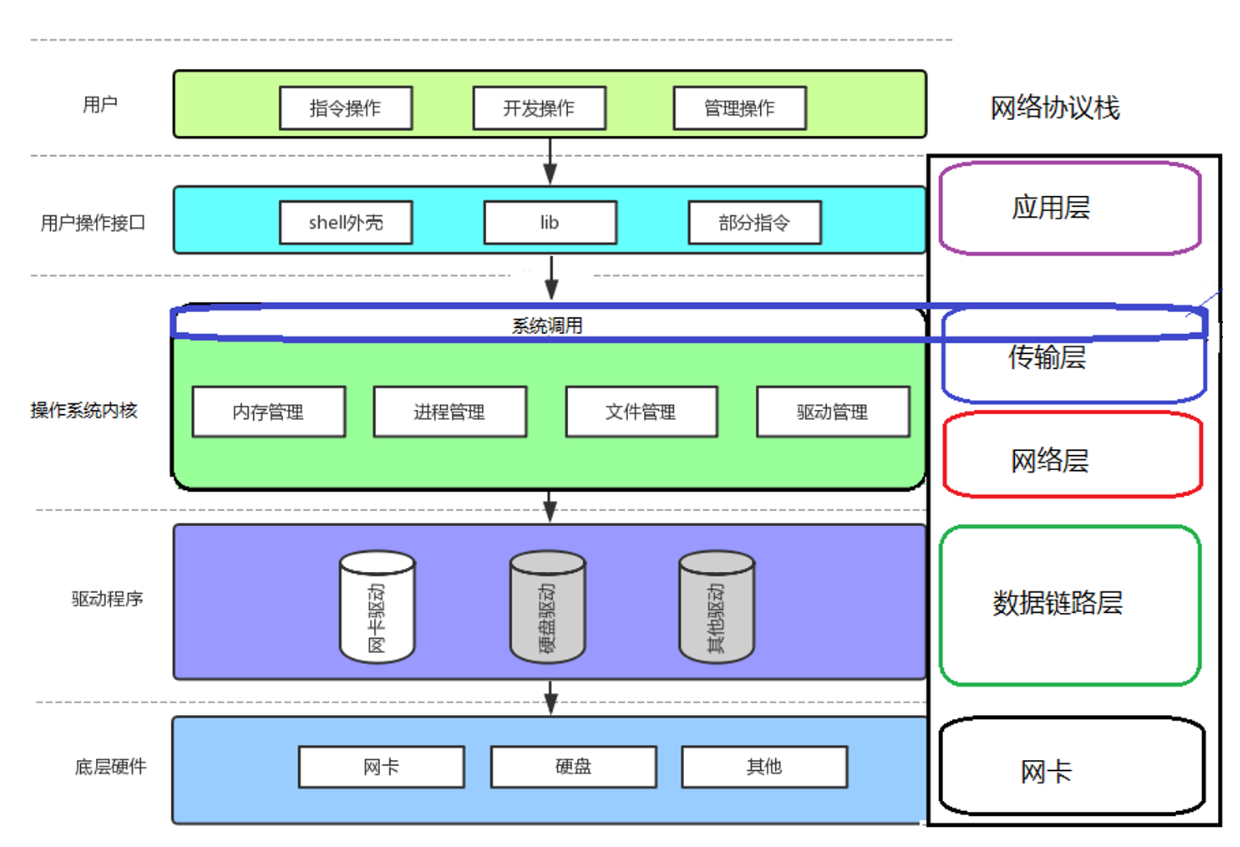 用户
指令操作
开发操作
管理操作
网络协议栈
用户操作接口
shell外壳
lib
部分指令
应用层
系统调用
传输层
操作系统内核
内存管理
进程管理
文件管理
驱动管理
网络层
驱动程序
网卡驱动
硬盘驱动
其他驱动
数据链路层
底层硬件
网卡
硬盘
其他
网卡